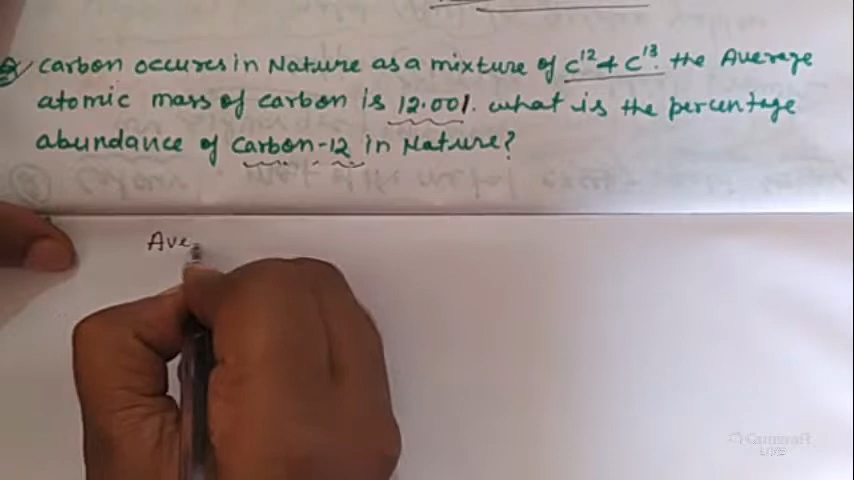 Q/ Carbon occures in Nature as a mixture of C¹² + C¹³. the Average
atomic mass of carbon is 12.001. what is the percentage
abundance of Carbon-12 in Nature?
Ave